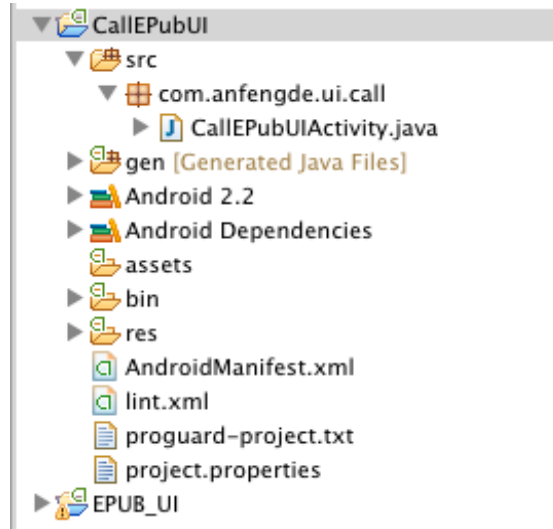 CallEPubUI
src
com.anfengde.ui.call
CallEPubUIActivity.java
gen [Generated Java Files]
Android 2.2
Android Dependencies
assets
bin
res
AndroidManifest.xml
lint.xml
proguard-project.txt
project.properties
EPUB_UI